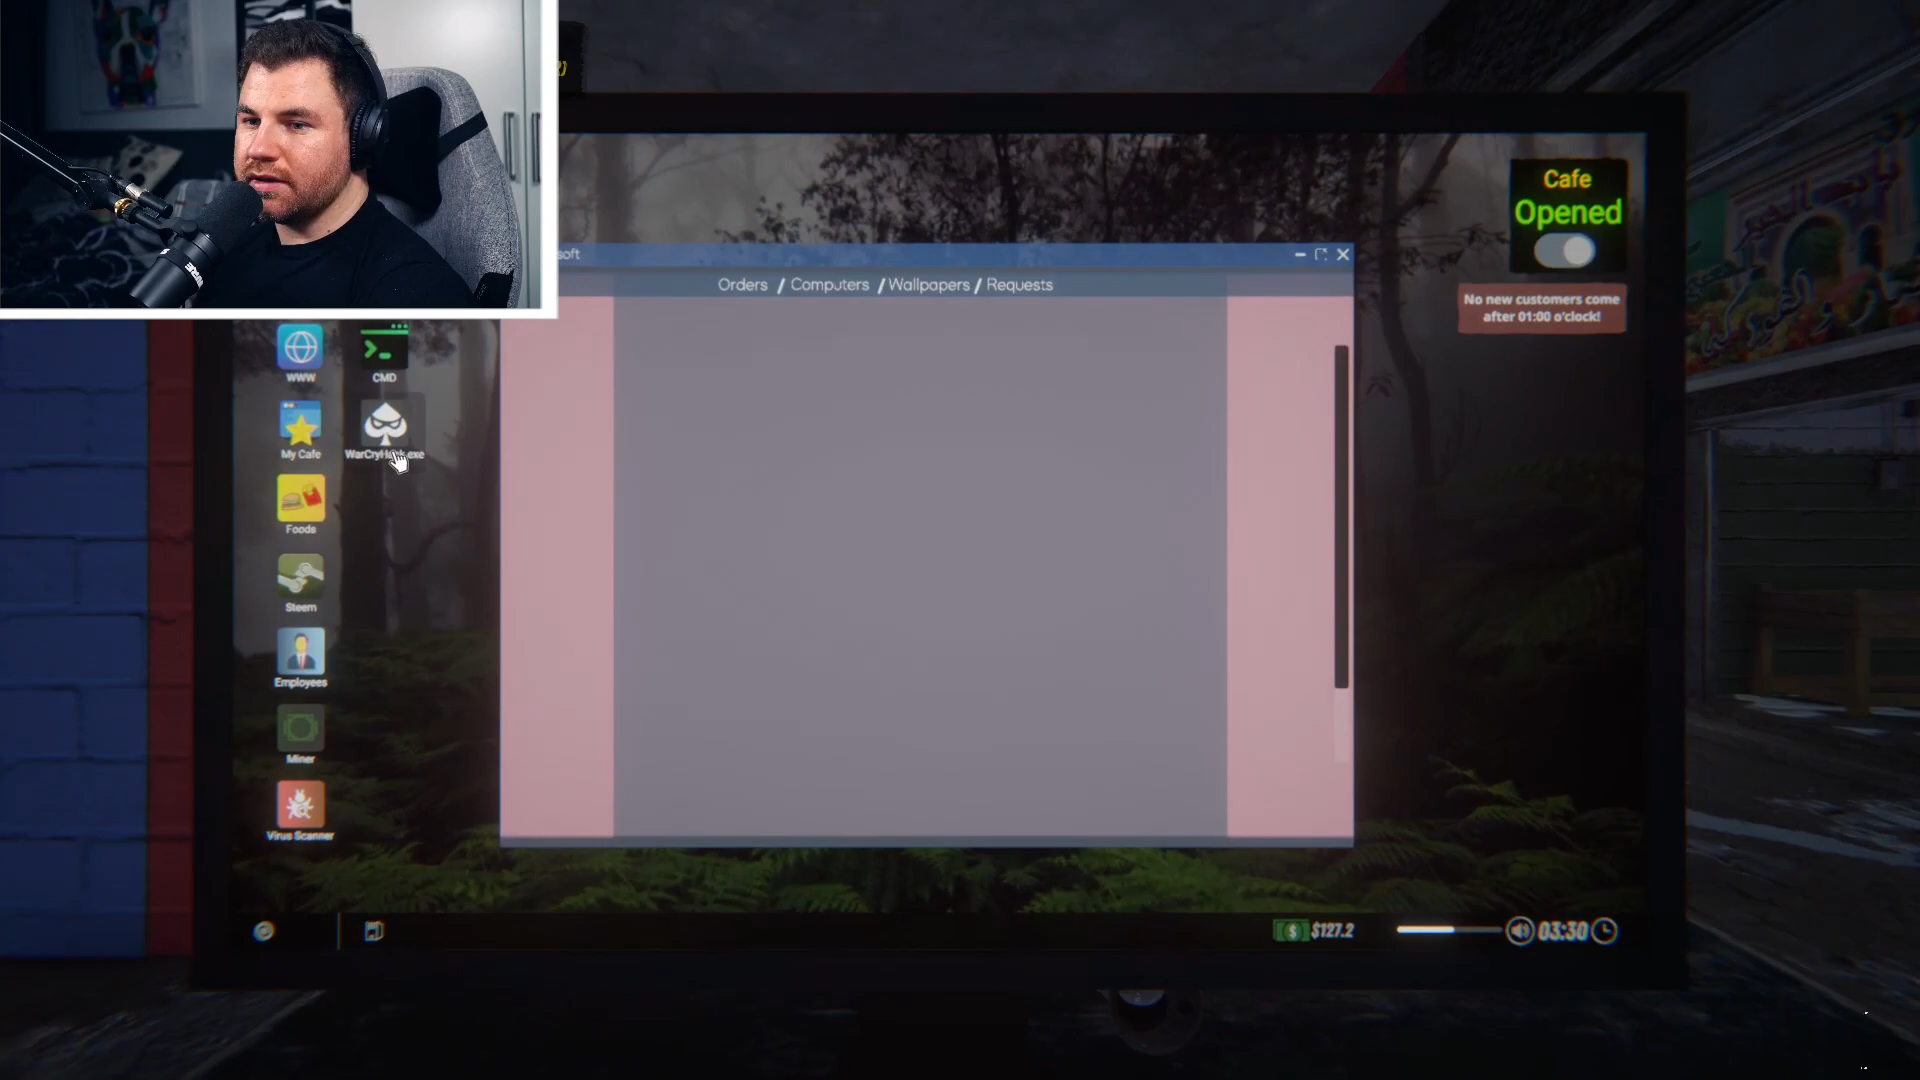 Cafe
Opened
soft
Orders / Computers / Wallpapers / Requests
No new customers come
after 01:00 o'clock!
WWW
CMD
My Cafe
Foods
Steem
Employees
Miner
Virus Scanner
$127.2
03:30